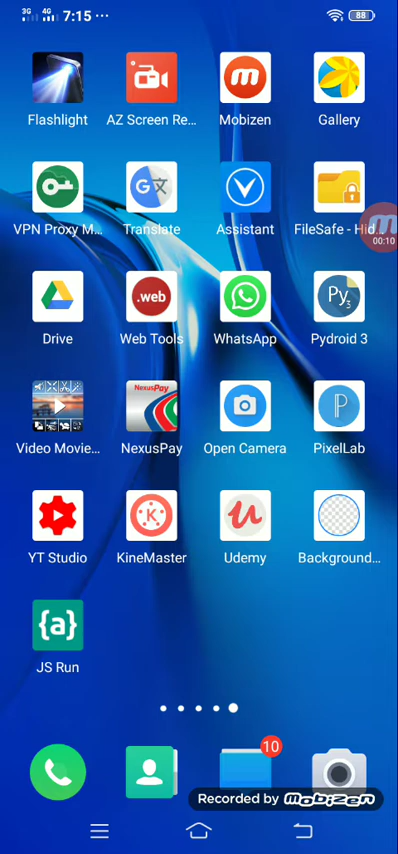 3G 4G 7:15 ... 88
Flashlight AZ Screen Re... Mobizen Gallery
VPN Proxy M... Translate Assistant FileSafe - Hid...
00:10
.web
Py3
Drive Web Tools WhatsApp Pydroid 3
NexusPay
Video Movie... NexusPay Open Camera PixelLab
YT Studio KineMaster Udemy Background...
{a}
JS Run
10
Recorded by mobizen